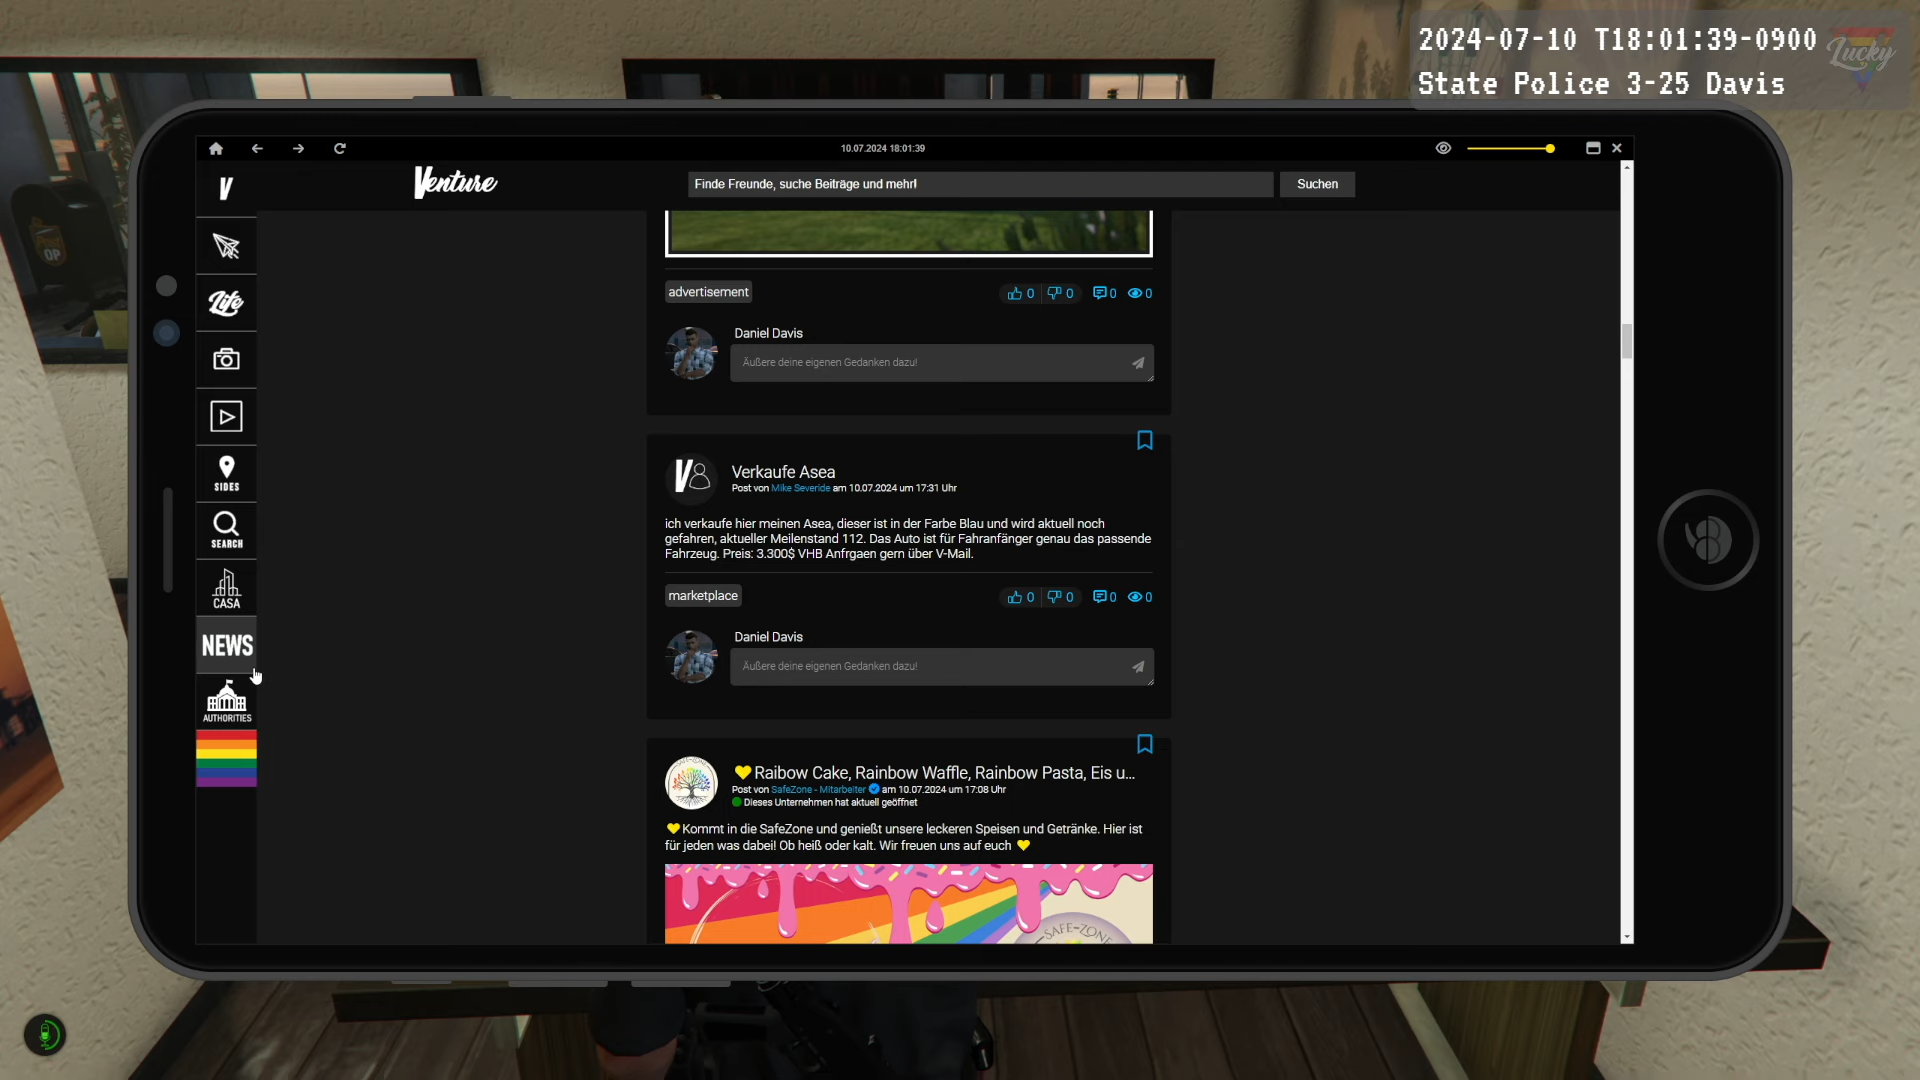 2024-07-10 T18:01:39-0900
State Police 3-25 Davis
Lucky
10.07.2024 18:01:39
V
Venture
Finde Freunde, suche Beiträge und mehr!
Suchen
Life
SIDES
SEARCH
CASA
NEWS
AUTHORITIES
advertisement
0
0
0
0
Daniel Davis
Äußere deine eigenen Gedanken dazu!
Verkaufe Asea
Post von Mike Severide am 10.07.2024 um 17:31 Uhr
ich verkaufe hier meinen Asea, dieser ist in der Farbe Blau und wird aktuell noch
gefahren, aktueller Meilenstand 112. Das Auto ist für Fahranfänger genau das passende
Fahrzeug. Preis: 3.300$ VHB Anfrgaen gern über V-Mail.
marketplace
0
0
0
0
Daniel Davis
Äußere deine eigenen Gedanken dazu!
💛Raibow Cake, Rainbow Waffle, Rainbow Pasta, Eis u...
Post von SafeZone - Mitarbeiter am 10.07.2024 um 17:08 Uhr
Dieses Unternehmen hat aktuell geöffnet
💛Kommt in die SafeZone und genießt unsere leckeren Speisen und Getränke. Hier ist
für jeden was dabei! Ob heiß oder kalt. Wir freuen uns auf euch 💛
SAFE-ZONE
Post
OP